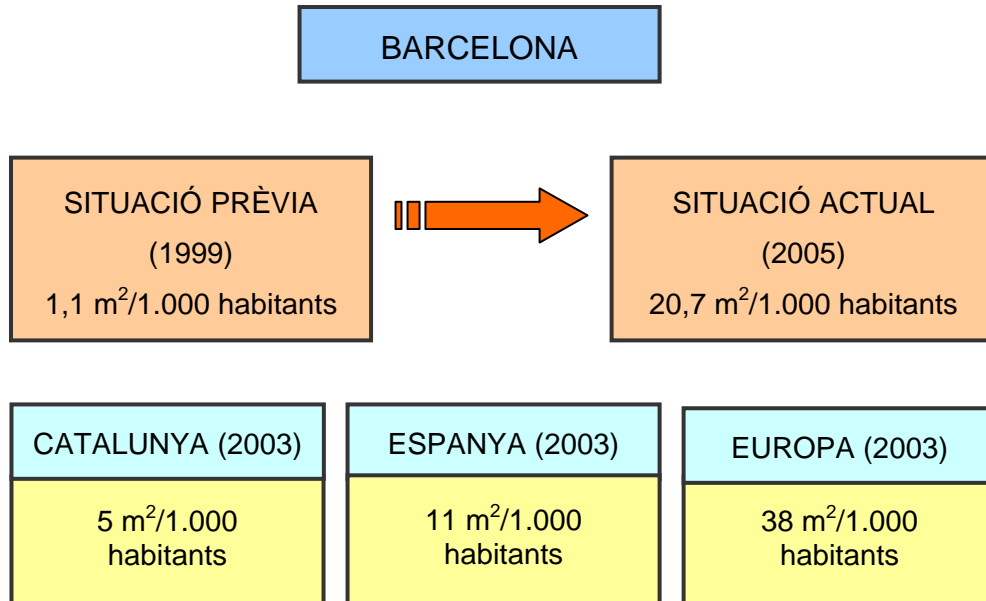 BARCELONA
SITUACIÓ PRÈVIA
(1999)
1,1 m²/1.000 habitants
SITUACIÓ ACTUAL
(2005)
20,7 m²/1.000 habitants
CATALUNYA (2003)
5 m²/1.000
habitants
ESPANYA (2003)
11 m²/1.000
habitants
EUROPA (2003)
38 m²/1.000
habitants